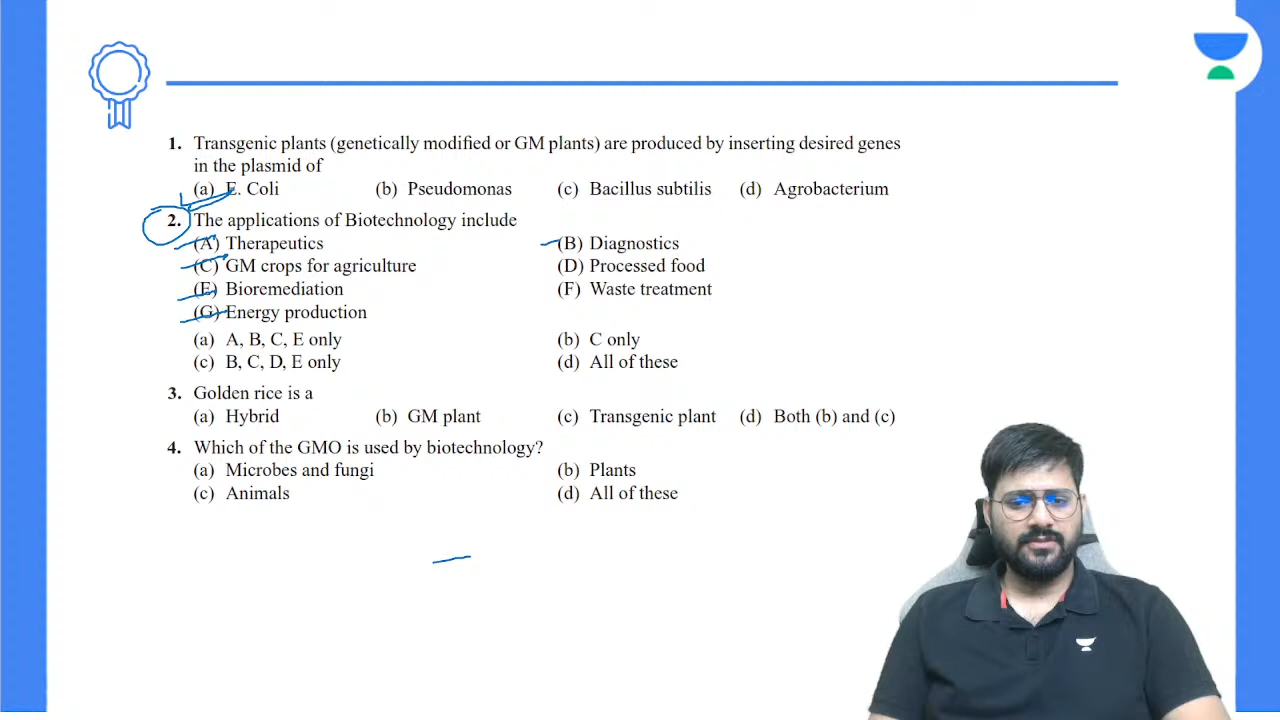 1. Transgenic plants (genetically modified or GM plants) are produced by inserting desired genes
in the plasmid of
(a) E. Coli (b) Pseudomonas (c) Bacillus subtilis (d) Agrobacterium
2. The applications of Biotechnology include
(A) Therapeutics (B) Diagnostics
(C) GM crops for agriculture (D) Processed food
(E) Bioremediation (F) Waste treatment
(G) Energy production
(a) A, B, C, E only (b) C only
(c) B, C, D, E only (d) All of these
3. Golden rice is a
(a) Hybrid (b) GM plant (c) Transgenic plant (d) Both (b) and (c)
4. Which of the GMO is used by biotechnology?
(a) Microbes and fungi (b) Plants
(c) Animals (d) All of these